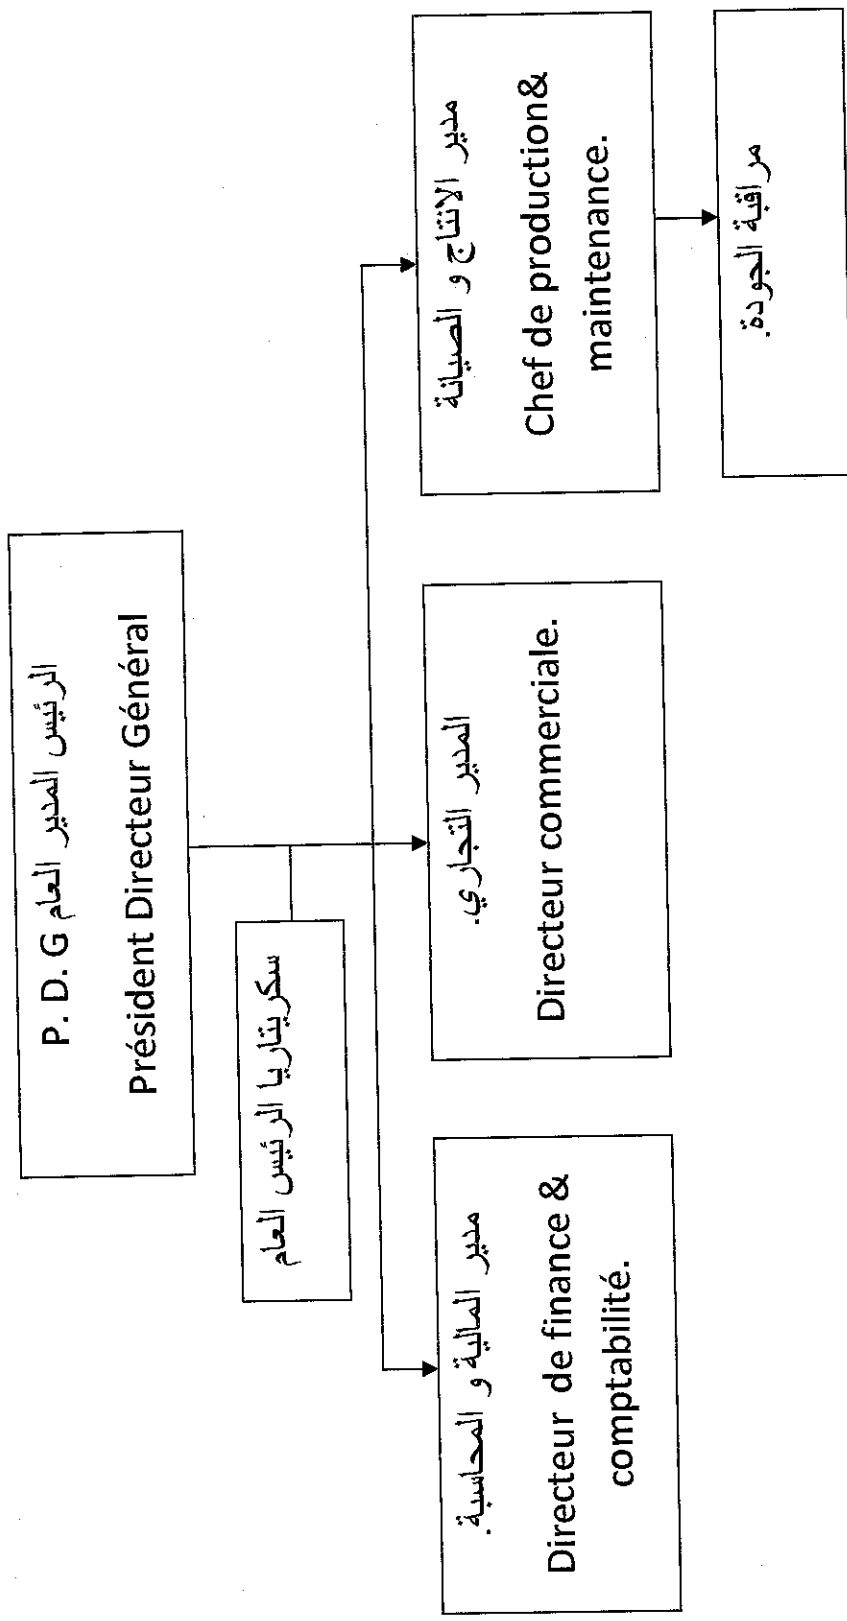 P. D. G الرئيس المدير العام
Président Directeur Général
سكريتاريا الرئيس العام
مدير المالية و المحاسبة.
Directeur de finance &
comptabilité.
المدير التجاري.
Directeur commerciale.
مدير الانتاج و الصيانة
Chef de production&
maintenance.
مراقبة الجودة.